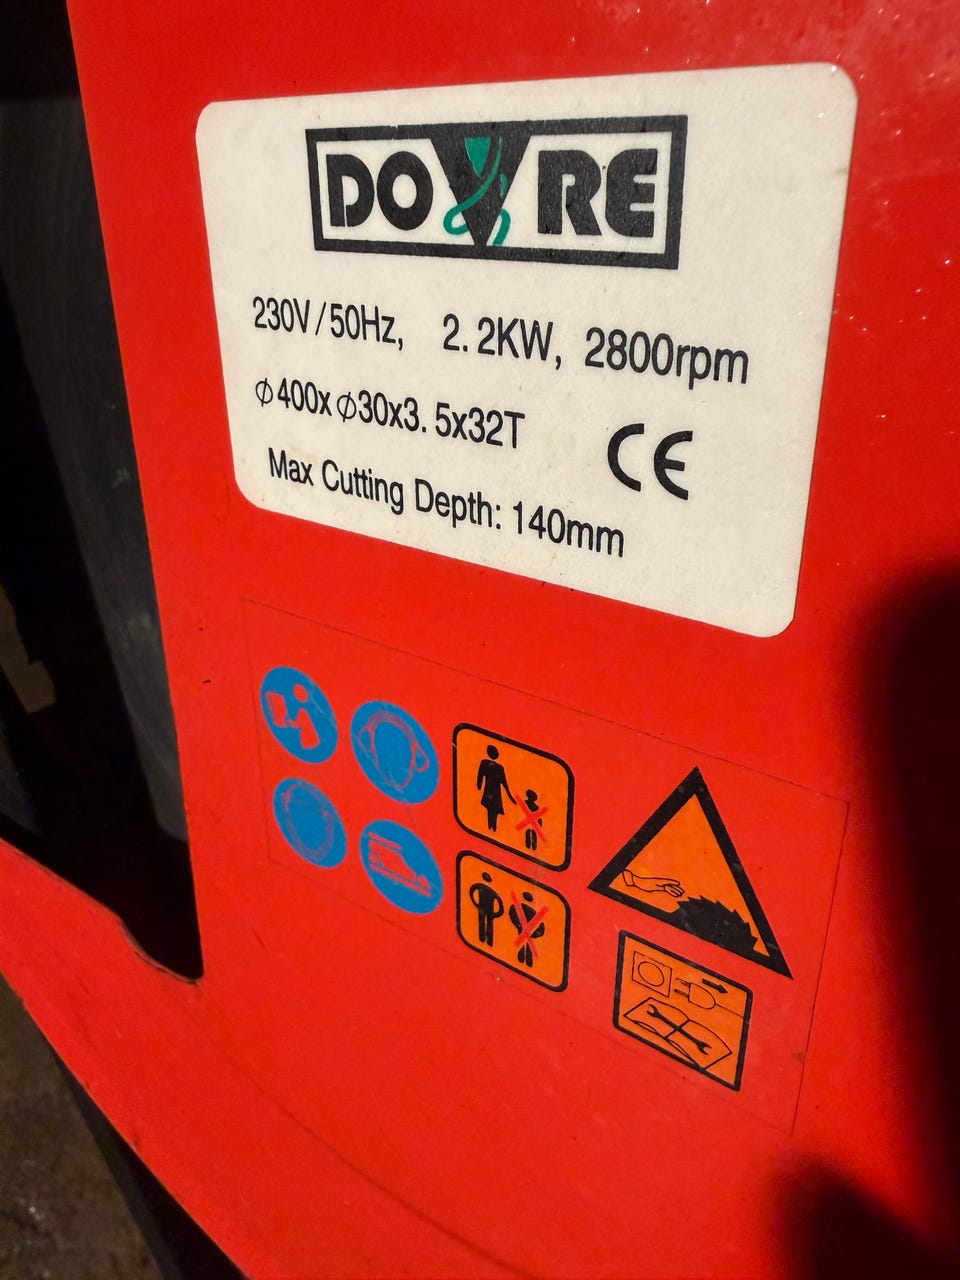 DOVRE
230V/50Hz, 2.2KW, 2800rpm
ϕ400xϕ30x3.5x32T
CE
Max Cutting Depth: 140mm